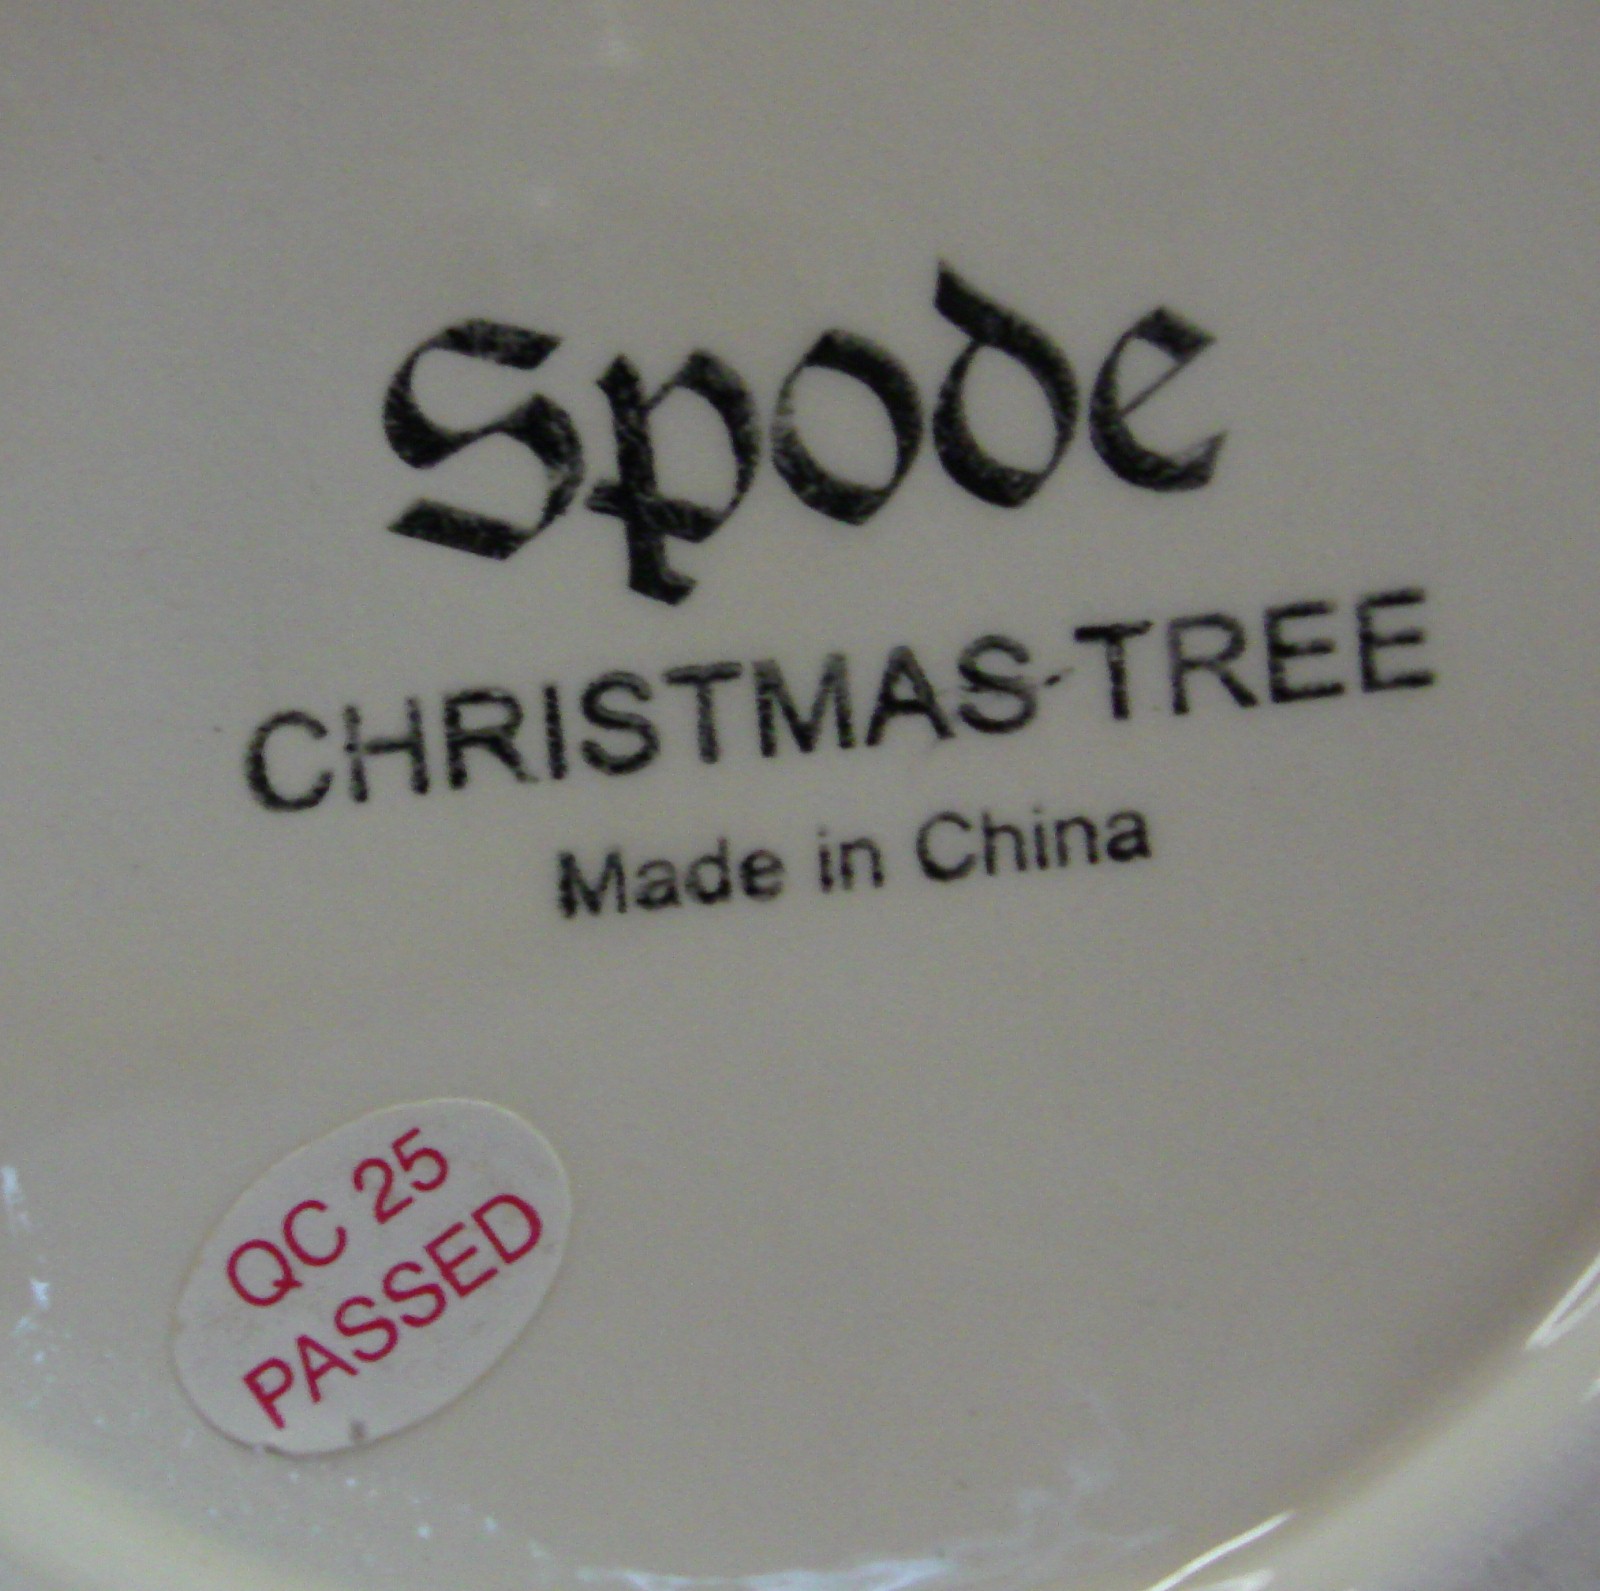 Spode
CHRISTMAS TREE
Made in China
QC 25
PASSED